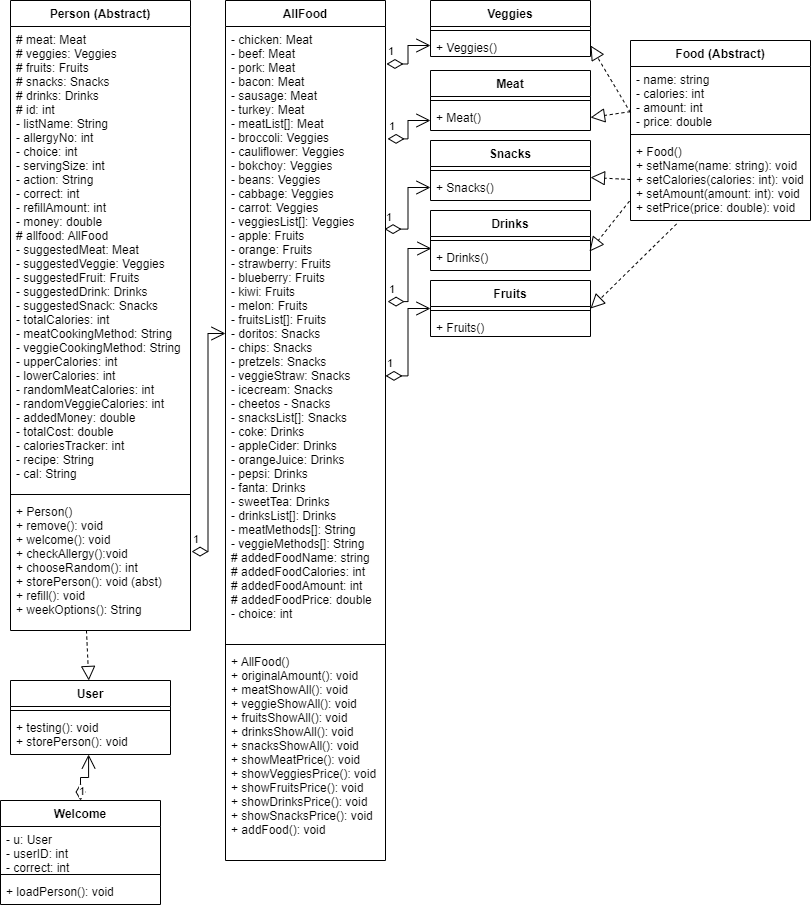 Person (Abstract)
# meat: Meat
# veggies: Veggies
# fruits: Fruits
# snacks: Snacks
# drinks: Drinks
# id: int
- listName: String
- allergyNo: int
- choice: int
- servingSize: int
- action: String
- correct: int
- refillAmount: int
- money: double
# allfood: AllFood
- suggestedMeat: Meat
- suggestedVeggie: Veggies
- suggestedFruit: Fruits
- suggestedDrink: Drinks
- suggestedSnack: Snacks
- totalCalories: int
- meatCookingMethod: String
- veggieCookingMethod: String
- upperCalories: int
- lowerCalories: int
- randomMeatCalories: int
- randomVeggieCalories: int
- addedMoney: double
- totalCost: double
- caloriesTracker: int
- recipe: String
- cal: String
+ Person()
+ remove(): void
+ welcome(): void
+ checkAllergy():void
+ chooseRandom(): int
+ storePerson(): void (abst)
+ refill(): void
+ weekOptions(): String
1
User
+ testing(): void
+ storePerson(): void
1
Welcome
- u: User
- userID: int
- correct: int
+ loadPerson(): void
AllFood
- chicken: Meat
- beef: Meat
- pork: Meat
- bacon: Meat
- sausage: Meat
- turkey: Meat
- meatList[]: Meat
- broccoli: Veggies
- cauliflower: Veggies
- bokchoy: Veggies
- beans: Veggies
- cabbage: Veggies
- carrot: Veggies
- veggiesList[]: Veggies
- apple: Fruits
- orange: Fruits
- strawberry: Fruits
- blueberry: Fruits
- kiwi: Fruits
- melon: Fruits
- fruitsList[]: Fruits
- doritos: Snacks
- chips: Snacks
- pretzels: Snacks
- veggieStraw: Snacks
- icecream: Snacks
- cheetos - Snacks
- snacksList[]: Snacks
- coke: Drinks
- appleCider: Drinks
- orangeJuice: Drinks
- pepsi: Drinks
- fanta: Drinks
- sweetTea: Drinks
- drinksList[]: Drinks
- meatMethods[]: String
- veggieMethods[]: String
# addedFoodName: string
# addedFoodCalories: int
# addedFoodAmount: int
# addedFoodPrice: double
- choice: int
+ AllFood()
+ originalAmount(): void
+ meatShowAll(): void
+ veggieShowAll(): void
+ fruitsShowAll(): void
+ drinksShowAll(): void
+ snacksShowAll(): void
+ showMeatPrice(): void
+ showVeggiesPrice(): void
+ showFruitsPrice(): void
+ showDrinksPrice(): void
+ showSnacksPrice(): void
+ addFood(): void
1
1
1
1
1
Veggies
+ Veggies()
Meat
+ Meat()
Snacks
+ Snacks()
Drinks
+ Drinks()
Fruits
+ Fruits()
Food (Abstract)
- name: string
- calories: int
- amount: int
- price: double
+ Food()
+ setName(name: string): void
+ setCalories(calories: int): void
+ setAmount(amount: int): void
+ setPrice(price: double): void